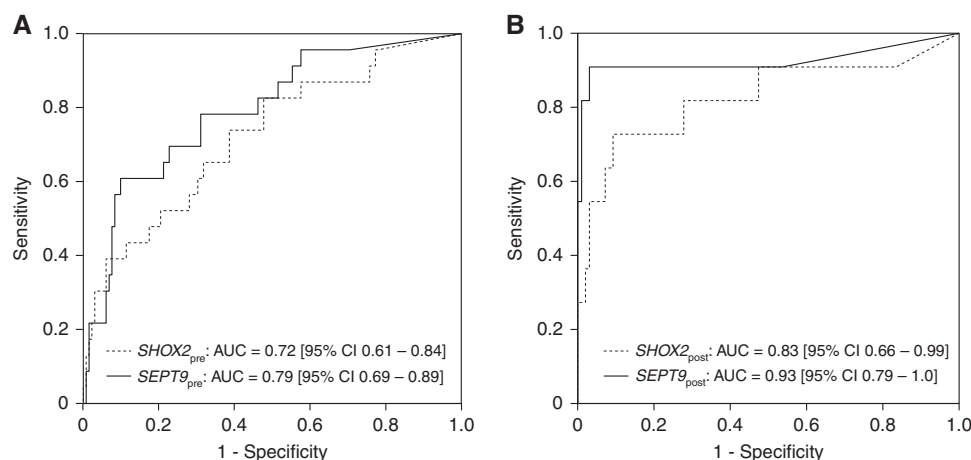 A
1.0
0.8
0.6
0.4
0.2
0
Sensitivity
SHOX2pre: AUC = 0.72 [95% CI 0.61 – 0.84]
SEPT9pre: AUC = 0.79 [95% CI 0.69 – 0.89]
0 0.2 0.4 0.6 0.8 1.0
1 - Specificity
B
1.0
0.8
0.6
0.4
0.2
0
Sensitivity
SHOX2post: AUC = 0.83 [95% CI 0.66 – 0.99]
SEPT9post: AUC = 0.93 [95% CI 0.79 – 1.0]
0 0.2 0.4 0.6 0.8 1.0
1 - Specificity